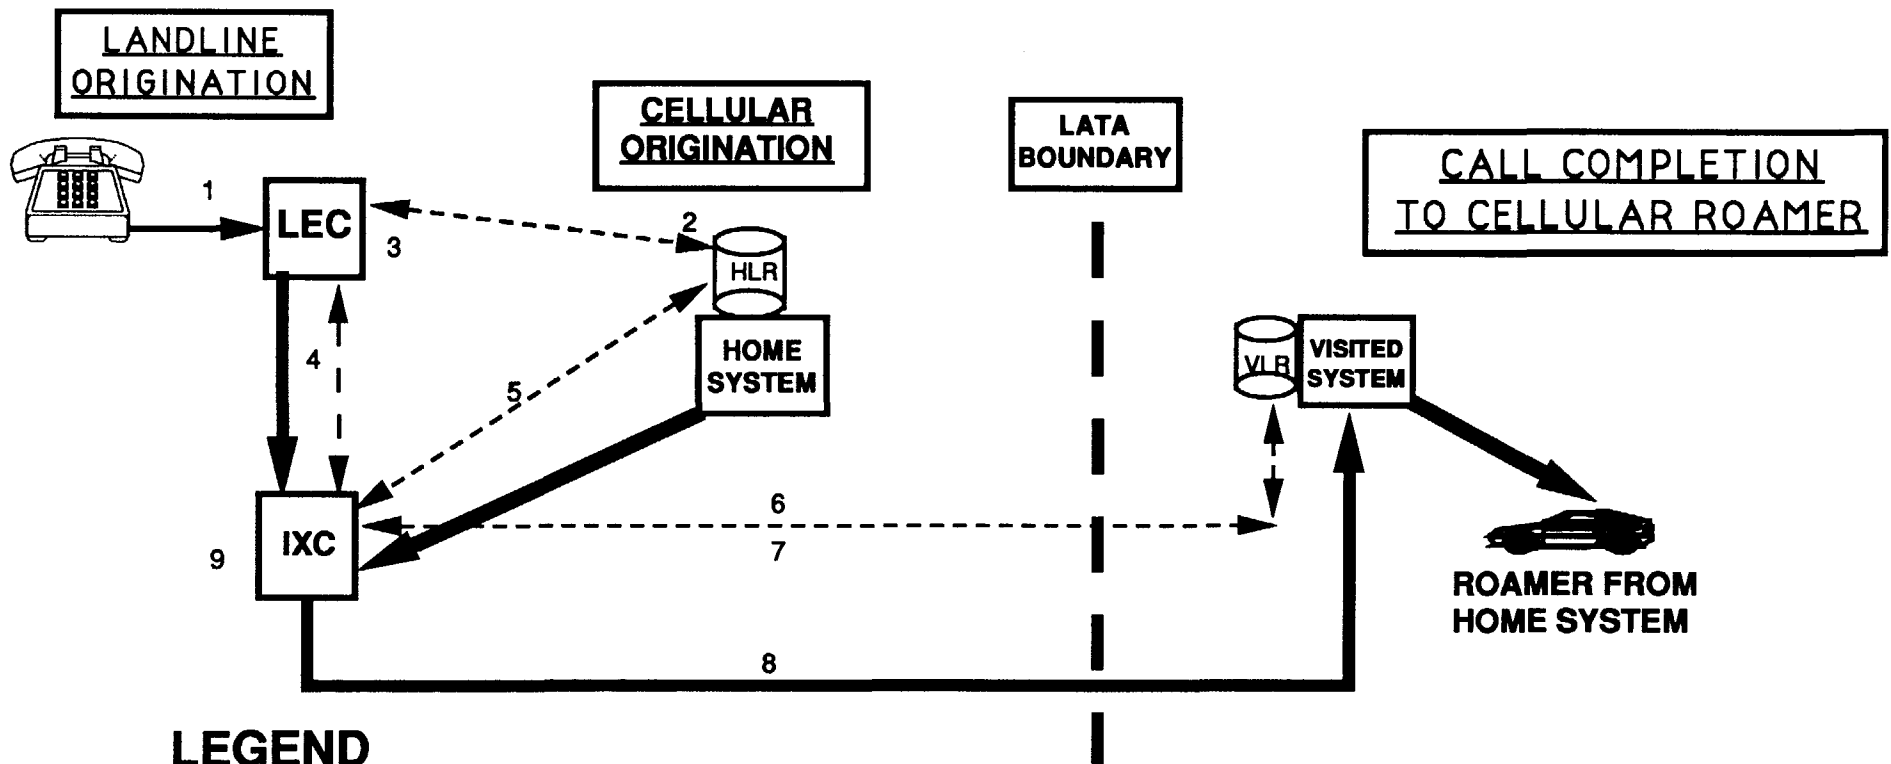 LANDLINE
ORIGINATION
CELLULAR
ORIGINATION
LATA
BOUNDARY
CALL COMPLETION
TO CELLULAR ROAMER
1
LEC
2
3
HLR
4
HOME
SYSTEM
5
VLR
VISITED
SYSTEM
6
IXC
7
9
ROAMER FROM
HOME SYSTEM
8
LEGEND